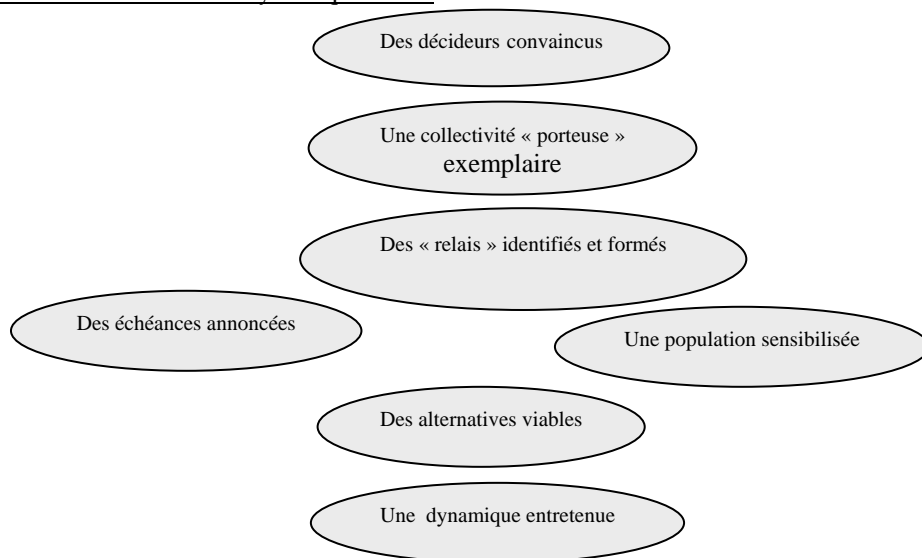 Des décideurs convaincus
Une collectivité « porteuse »
exemplaire
Des « relais » identifiés et formés
Des échéances annoncées
Une population sensibilisée
Des alternatives viables
Une dynamique entretenue